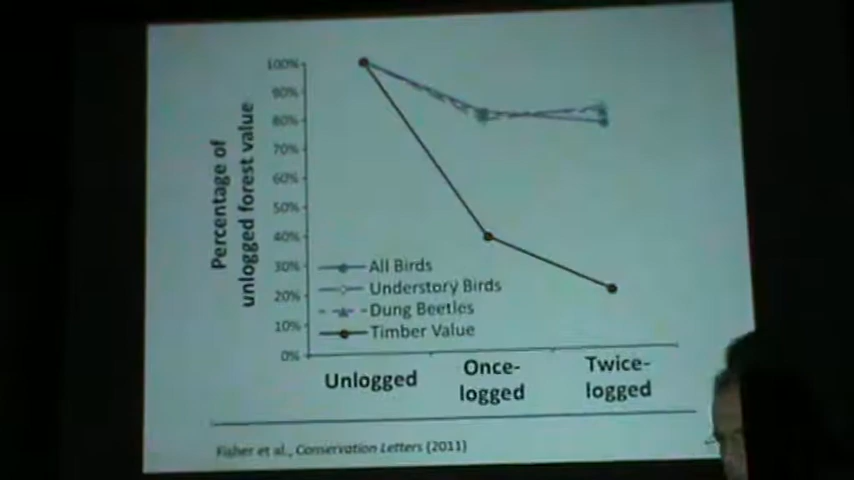 Percentage of
unlogged forest value
100%
90%
80%
70%
60%
50%
40%
30%
20%
10%
0%
All Birds
Understory Birds
Dung Beetles
Timber Value
Unlogged
Once-
logged
Twice-
logged
Fisher et al., Conservation Letters (2011)